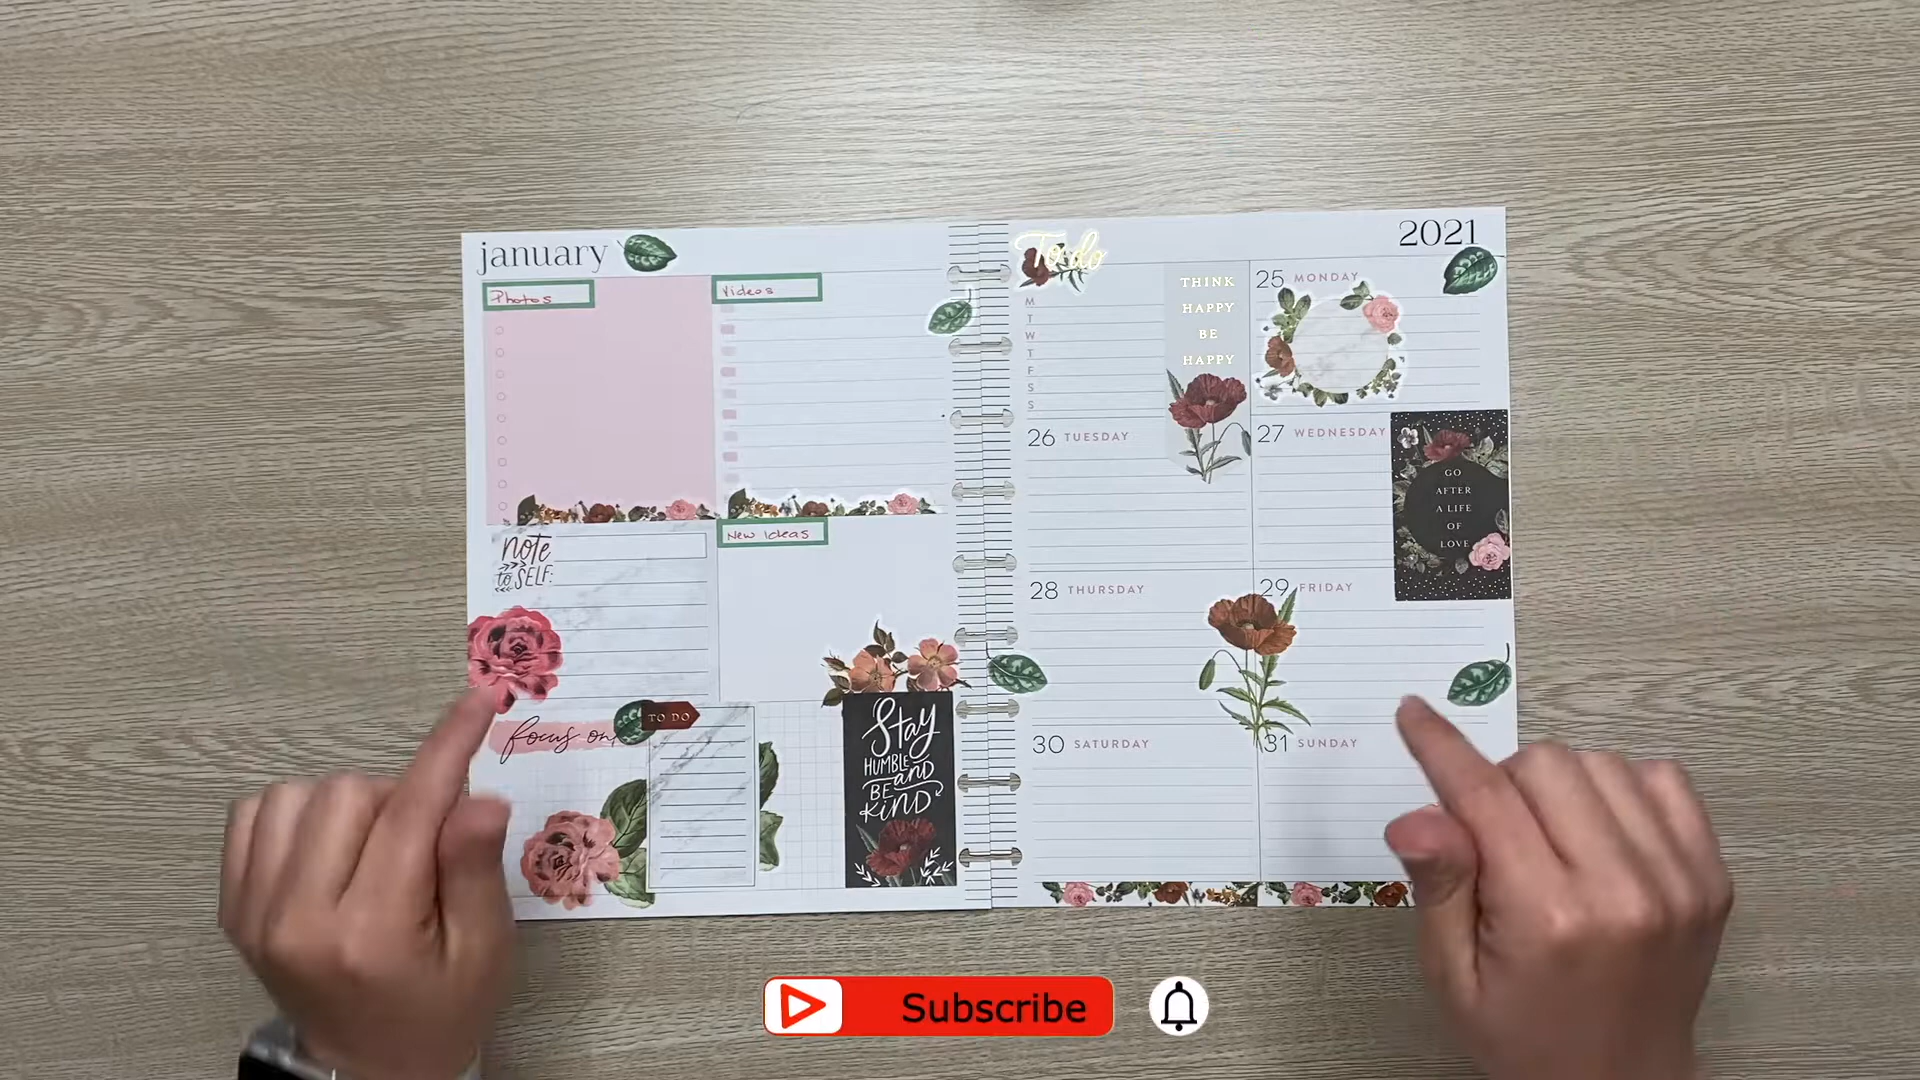 january
Photos
Videos
note
to SELF:
New Ideas
focus on
TO DO
Stay
HUMBLE
and
BE
KIND
To do
2021
M
T
W
T
F
S
S
THINK
HAPPY
BE
HAPPY
25 MONDAY
26 TUESDAY
27 WEDNESDAY
GO
AFTER
A LIFE
OF
LOVE
28 THURSDAY
29 FRIDAY
30 SATURDAY
31 SUNDAY
Subscribe